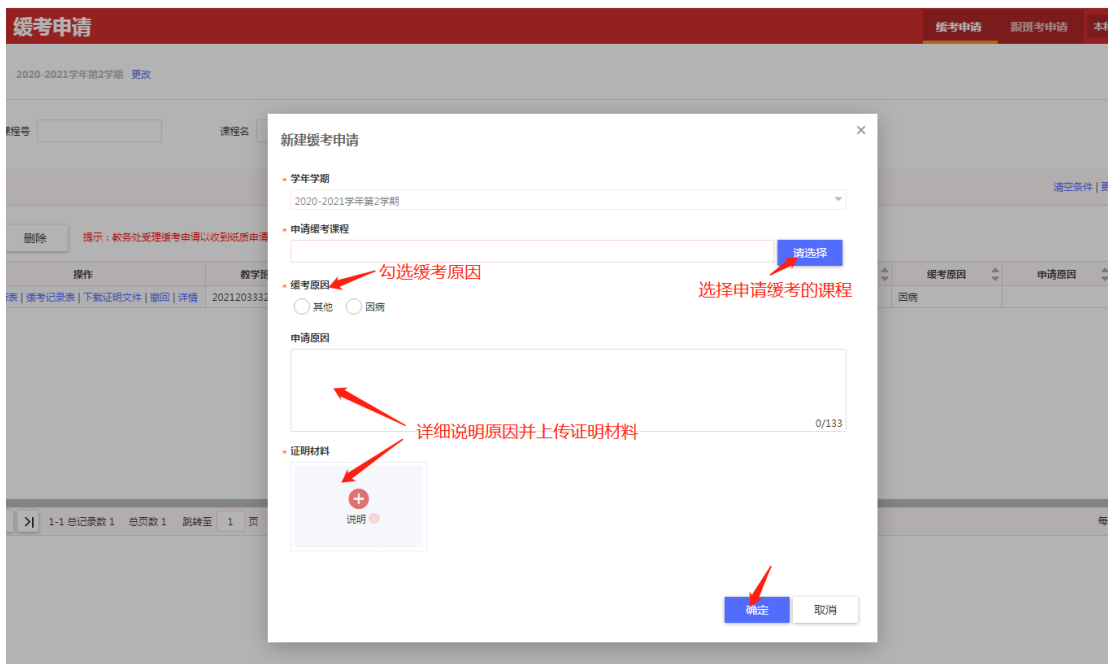 缓考申请
缓考申请 跟班考申请
2020-2021学年第2学期 更改
课程号 课程名
新建缓考申请 ×
* 学年学期
2020-2021学年第2学期
* 申请缓考课程
请选择
勾选缓考原因
选择申请缓考的课程
* 缓考原因
其他 因病
申请原因
0/133
详细说明原因并上传证明材料
* 证明材料
说明
确定 取消
清空条件 |
删除 提示：教务处受理缓考申请以收到纸质申请
操作 教学班 缓考原因 申请原因
表 | 缓考记录表 | 下载证明文件 | 撤回 | 详情 202120333 因病
1-1 总记录数 1 总页数 1 跳转至 1 页 每